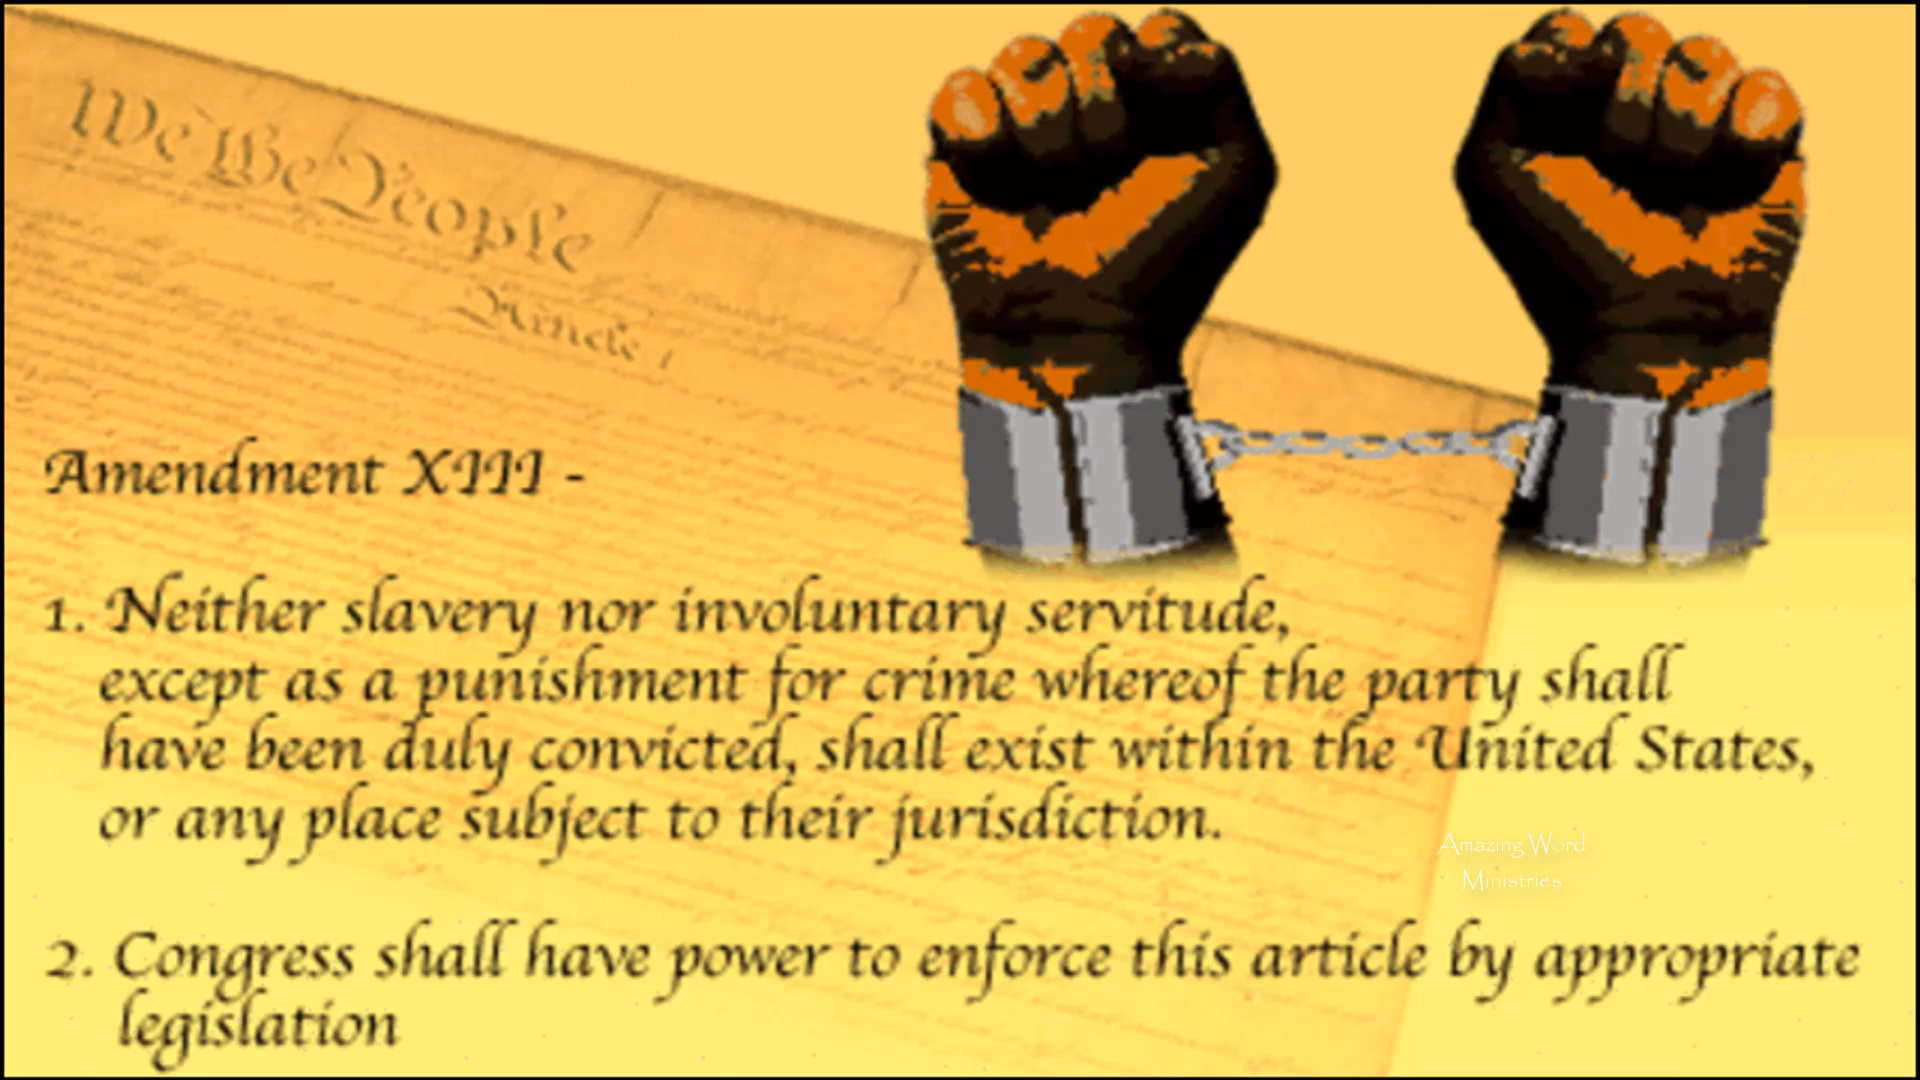 We the People
Article 1
Amendment XIII -
1. Neither slavery nor involuntary servitude,
except as a punishment for crime whereof the party shall
have been duly convicted, shall exist within the United States,
or any place subject to their jurisdiction.
Amazing Word
Ministries
2. Congress shall have power to enforce this article by appropriate
legislation